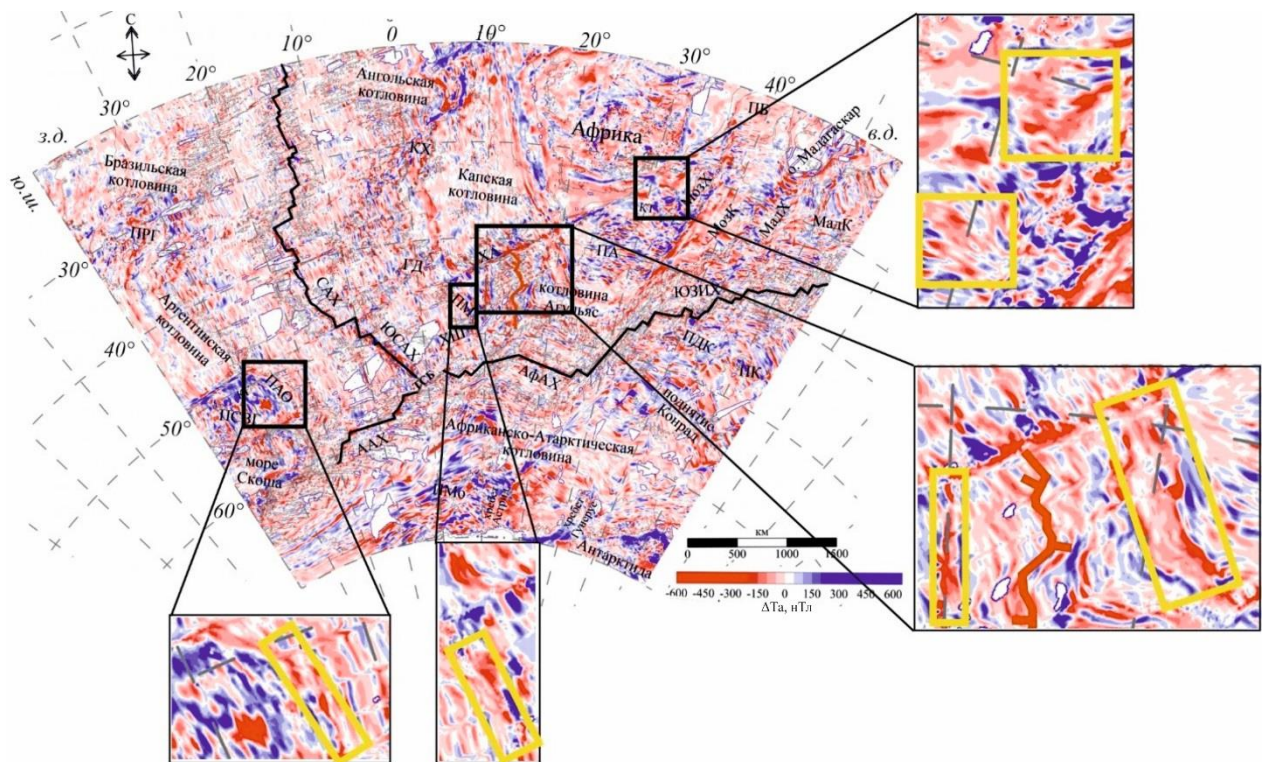 С
10°
0
10°
20°
30°
40°
20°
30°
з.д.
в.д.
ю.ш.
30°
40°
50°
60°
Ангольская
котловина
Африка
ПБ
о. Мадагаскар
Бразильская
котловина
КХ
Капская
котловина
МозХ
МозК
МадХ
МадК
ПРГ
ХА
ПА
САХ
котловина
Агульяс
ЮЗИХ
Аргентинская
котловина
ПМ
ЮСАХ
ПДК
АфАХ
ПК
ПАО
поднятие
Конрад
ААХ
Африканско-Атарктическая
котловина
море
Скоша
Антарктида
км
0 500 1000 1500
-600 -450 -300 -150 0 150 300 450 600
ΔTa, нТл